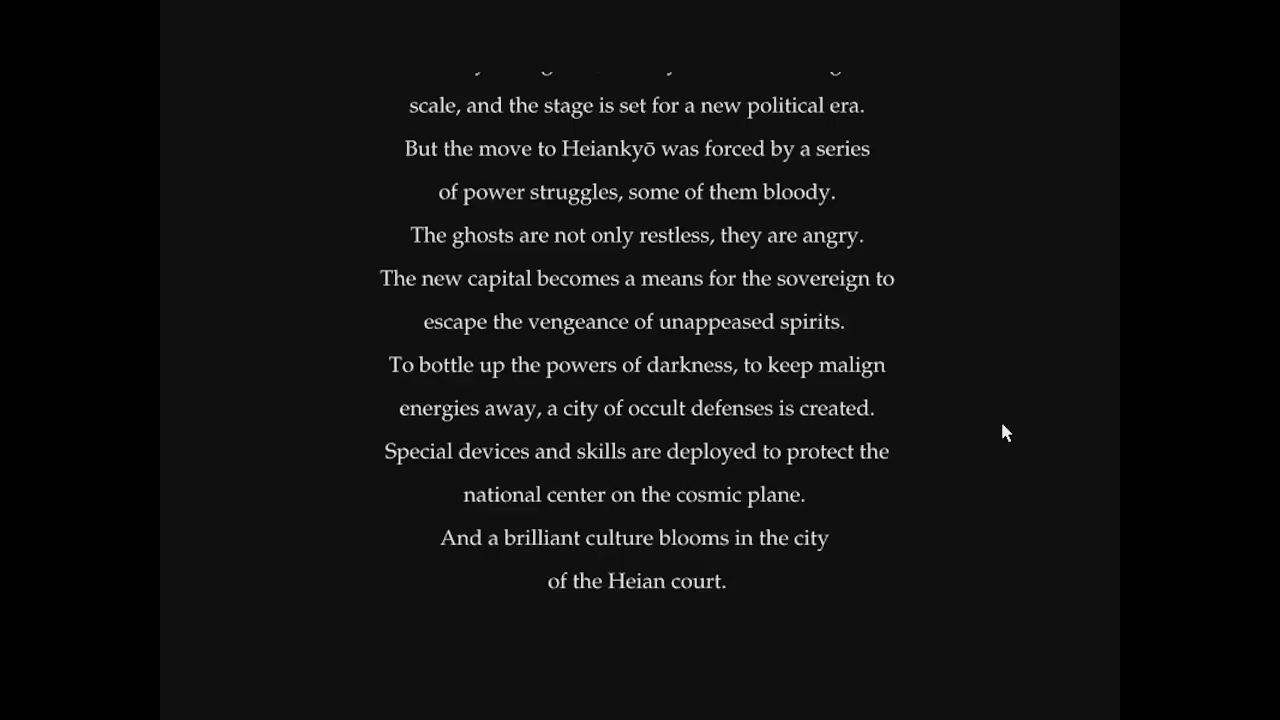 scale, and the stage is set for a new political era.
But the move to Heiankyō was forced by a series
of power struggles, some of them bloody.
The ghosts are not only restless, they are angry.
The new capital becomes a means for the sovereign to
escape the vengeance of unappeased spirits.
To bottle up the powers of darkness, to keep malign
energies away, a city of occult defenses is created.
Special devices and skills are deployed to protect the
national center on the cosmic plane.
And a brilliant culture blooms in the city
of the Heian court.